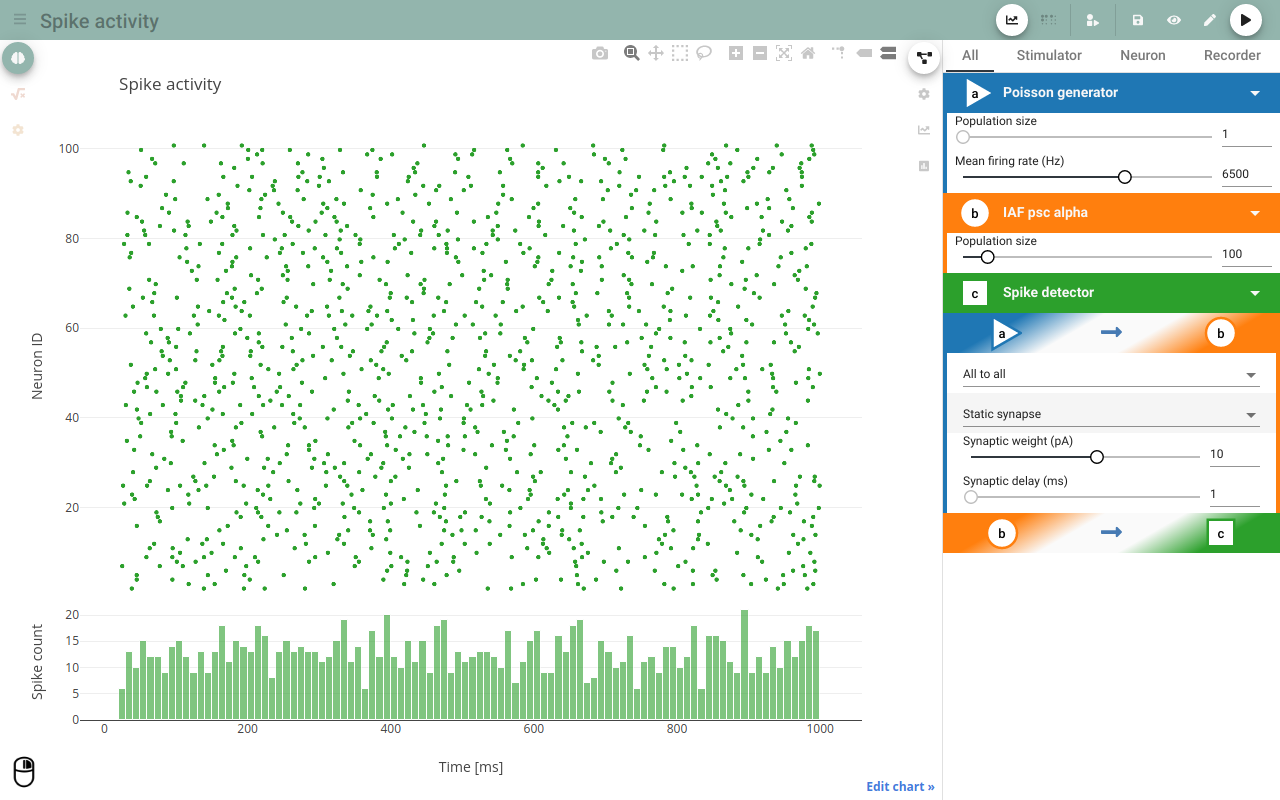 Spike activity
All Stimulator Neuron Recorder
Spike activity
100
80
60
40
20
Neuron ID
20
15
10
5
0
Spike count
0 200 400 600 800 1000
Time [ms]
Edit chart »
a Poisson generator
Population size
1
Mean firing rate (Hz)
6500
b IAF psc alpha
Population size
100
c Spike detector
a b
All to all
Static synapse
Synaptic weight (pA)
10
Synaptic delay (ms)
1
b c